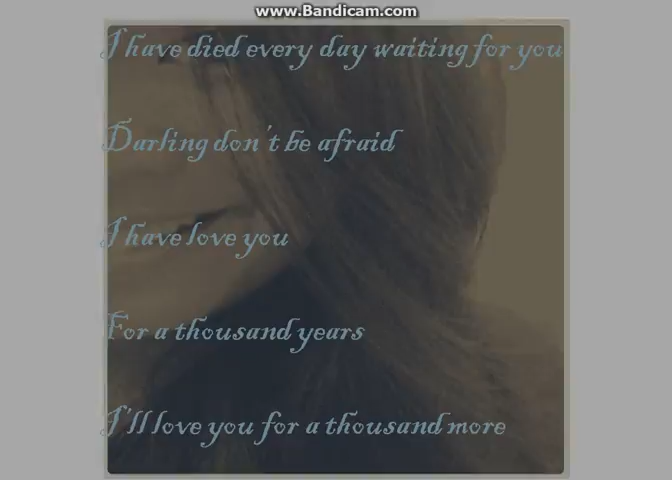 www.Bandicam.com
I have died every day waiting for you
Darling don't be afraid
I have love you
For a thousand years
I'll love you for a thousand more